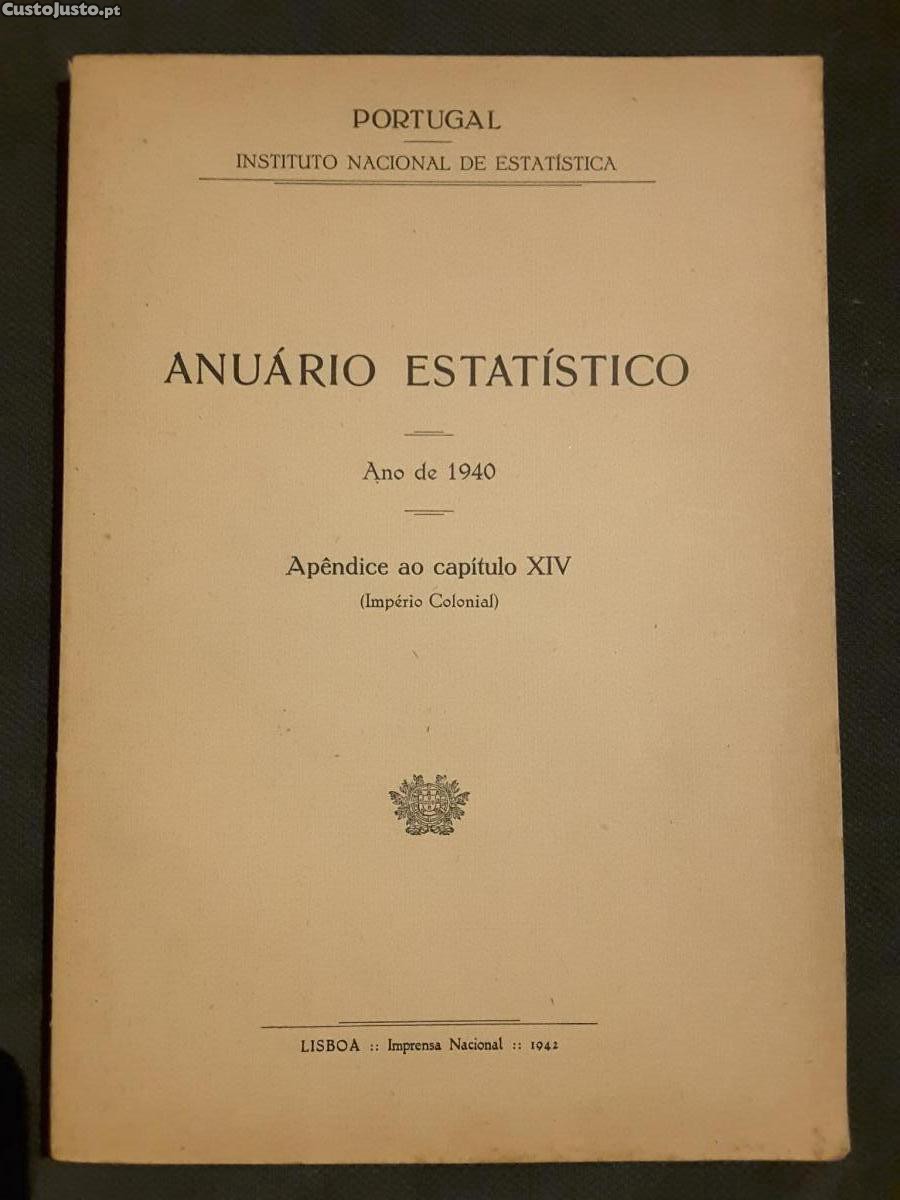 CustoJusto.pt
PORTUGAL
INSTITUTO NACIONAL DE ESTATÍSTICA
ANUÁRIO ESTATÍSTICO
Ano de 1940
Apêndice ao capítulo XIV
(Império Colonial)
LISBOA :: Imprensa Nacional :: 1942